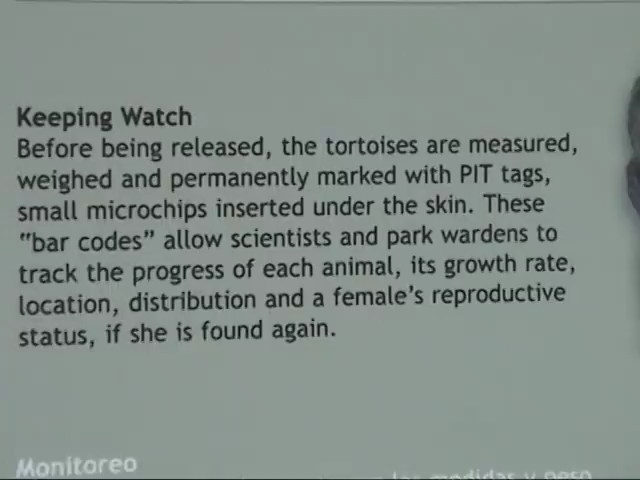 Keeping Watch
Before being released, the tortoises are measured,
weighed and permanently marked with PIT tags,
small microchips inserted under the skin. These
"bar codes" allow scientists and park wardens to
track the progress of each animal, its growth rate,
location, distribution and a female's reproductive
status, if she is found again.
Monitoreo
medidas y peso